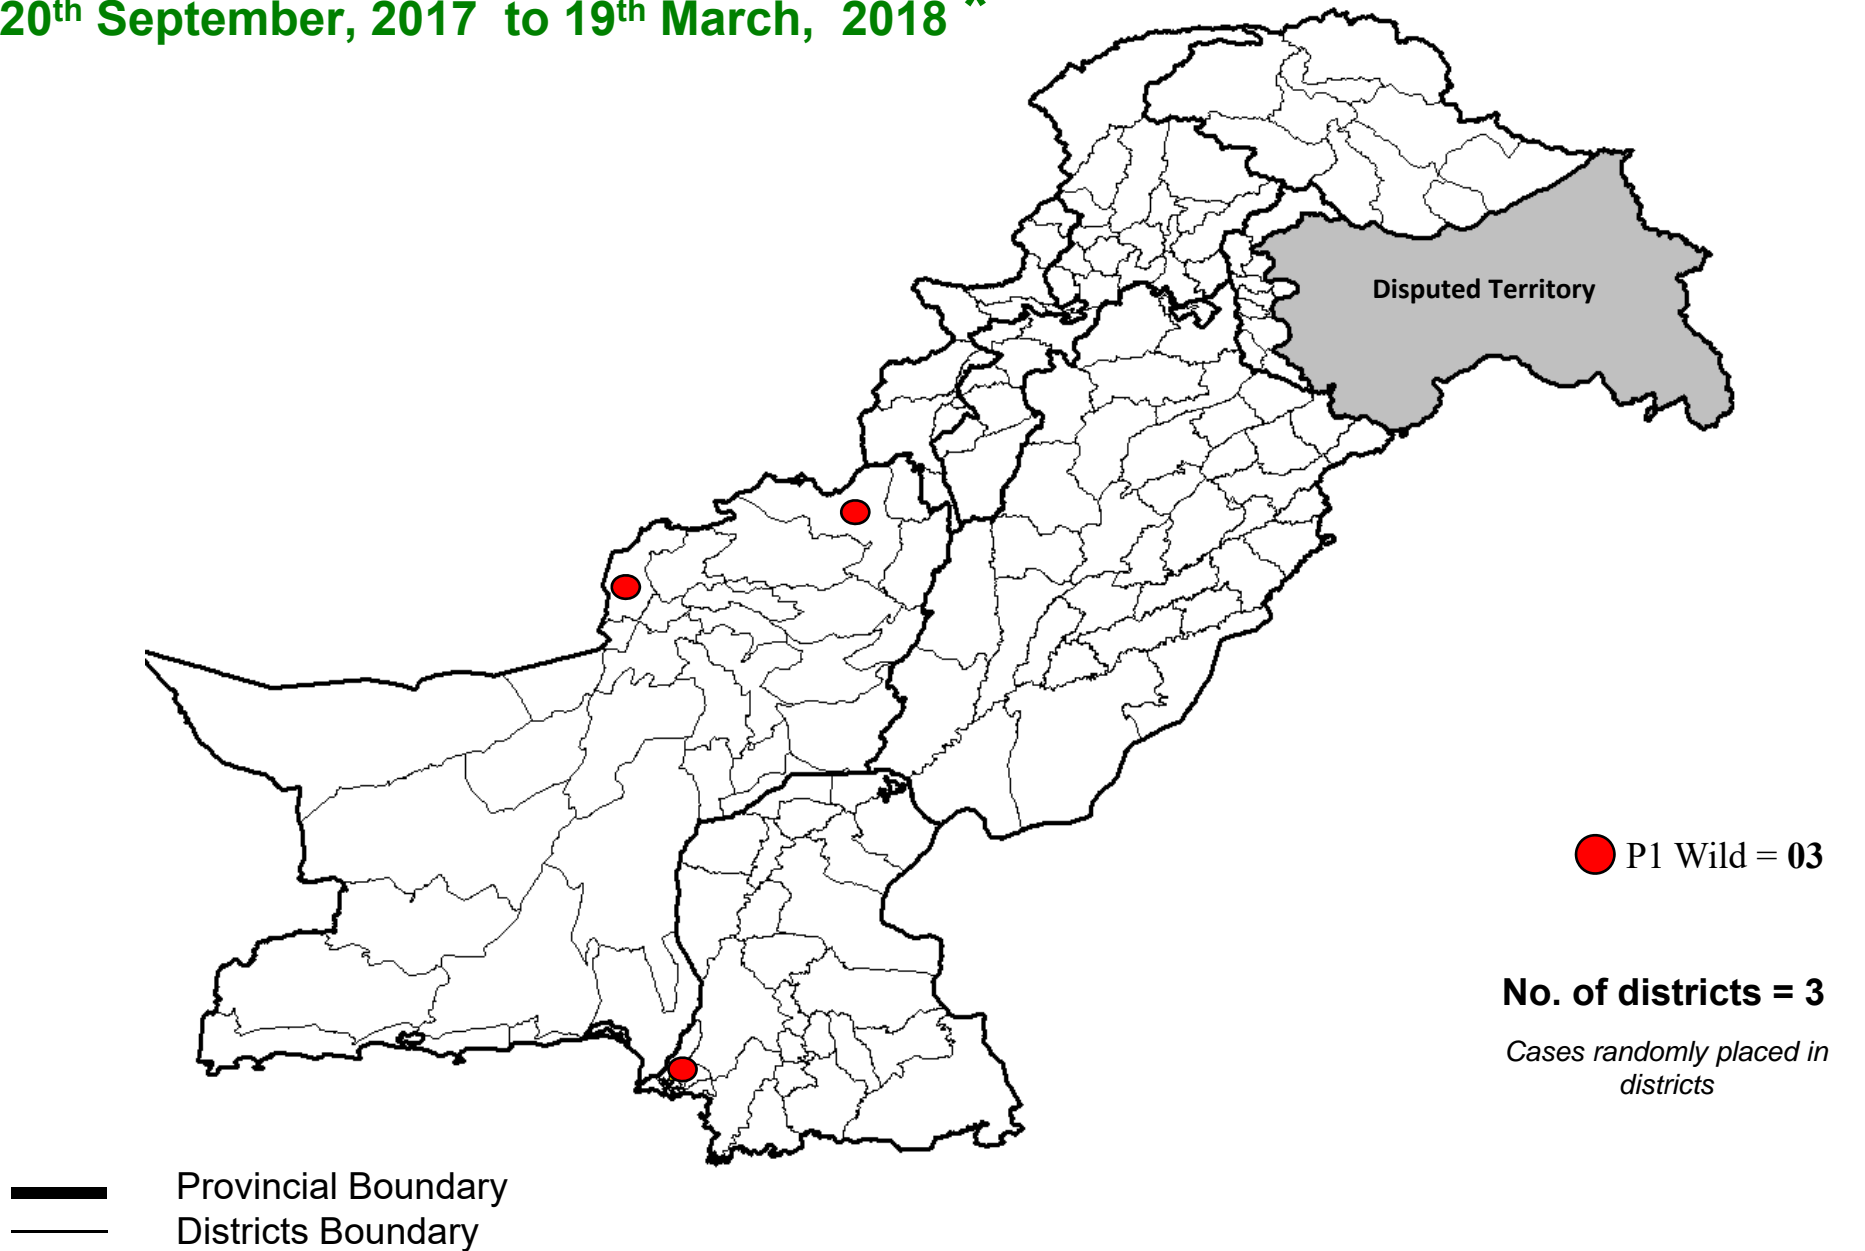 20th September, 2017 to 19th March, 2018 *
Disputed Territory
P1 Wild = 03
No. of districts = 3
Cases randomly placed in
districts
Provincial Boundary
Districts Boundary